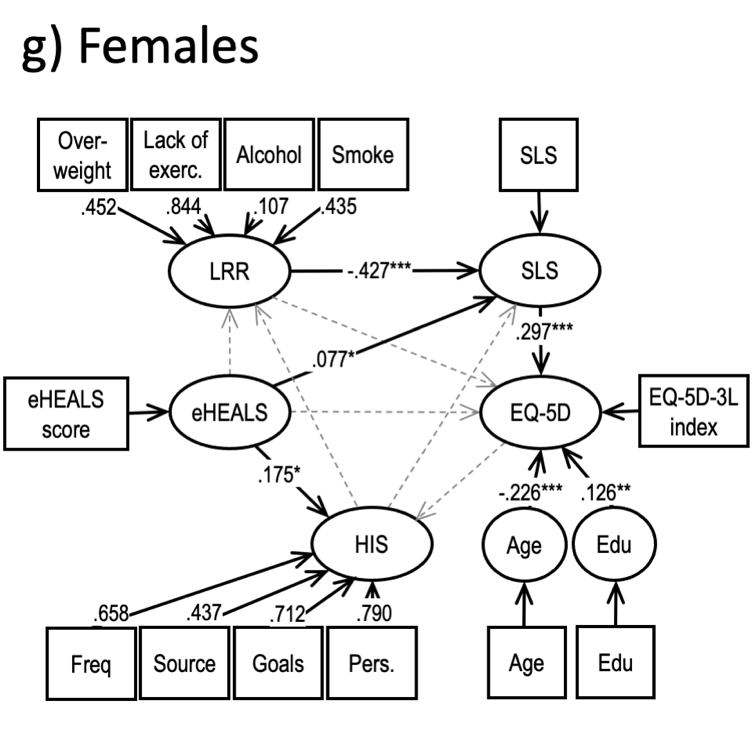 g) Females
Over-
weight
Lack of
exerc.
Alcohol
Smoke
SLS
.452
.844
.107
.435
LRR
-.427***
SLS
.297***
.077*
eHEALS
score
eHEALS
EQ-5D
EQ-5D-3L
index
.175*
-.226***
.126**
HIS
Age
Edu
.658
.437
.712
.790
Freq
Source
Goals
Pers.
Age
Edu